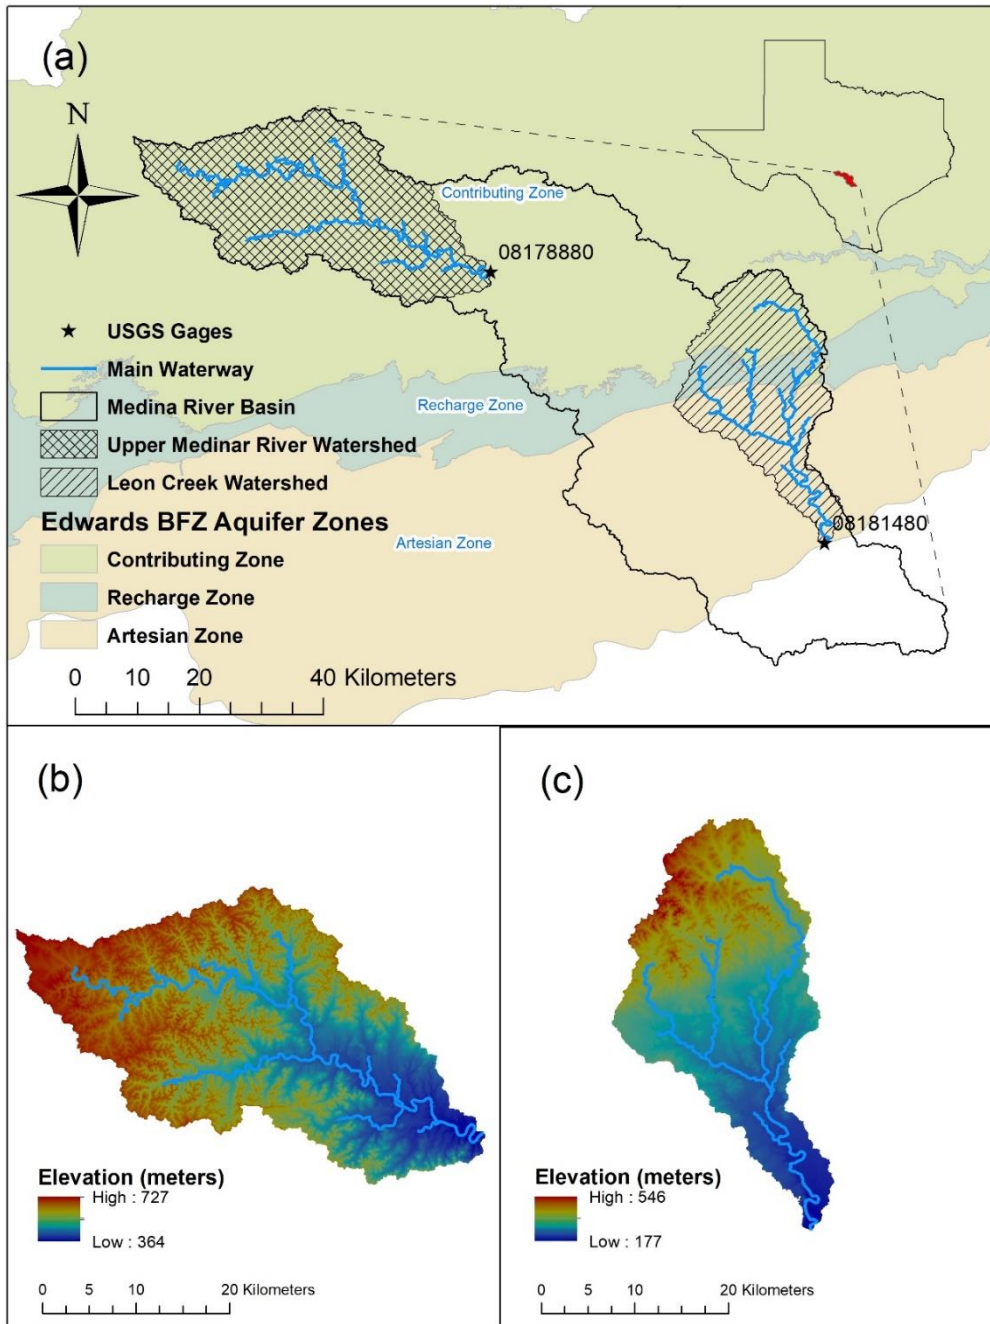 (a)
N
Contributing Zone
08178880
★ USGS Gages
Main Waterway
Medina River Basin
Recharge Zone
Upper Medinar River Watershed
Leon Creek Watershed
Edwards BFZ Aquifer Zones
08181480
Artesian Zone
Contributing Zone
Recharge Zone
Artesian Zone
0 10 20 40 Kilometers
(b)
Elevation (meters)
High : 727
Low : 364
0 5 10 20 Kilometers
(c)
Elevation (meters)
High : 546
Low : 177
0 5 10 20 Kilometers